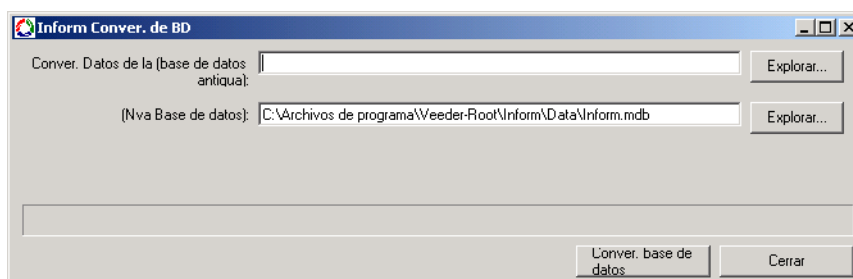 Inform Conver. de BD
Conver. Datos de la (base de datos
antiqua):
Explorar...
(Nva Base de datos): C:\Archivos de programa\Veeder-Root\Inform\Data\Inform.mdb
Explorar...
Conver. base de
datos
Cerrar